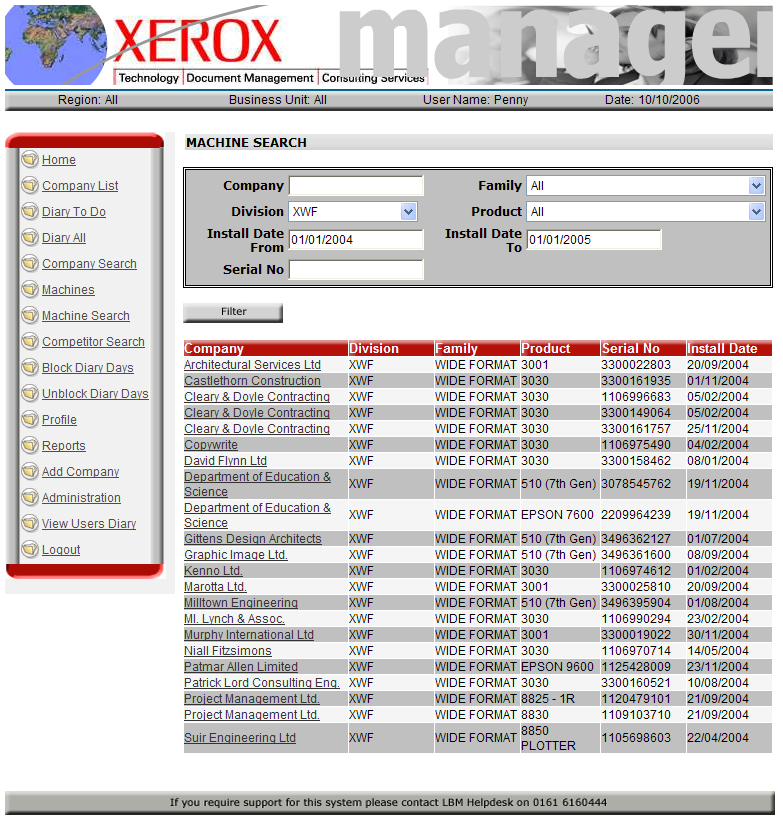 XEROX manager
Technology Document Management Consulting Services
Region: All Business Unit: All User Name: Penny Date: 10/10/2006
Home
Company List
Diary To Do
Diary All
Company Search
Machines
Machine Search
Competitor Search
Block Diary Days
Unblock Diary Days
Profile
Reports
Add Company
Administration
View Users Diary
Logout
MACHINE SEARCH
Company Family All
Division XWF Product All
Install Date From 01/01/2004 Install Date To 01/01/2005
Serial No
Filter
Company Division Family Product Serial No Install Date
Architectural Services Ltd XWF WIDE FORMAT 3001 3300022803 20/09/2004
Castlethorn Construction XWF WIDE FORMAT 3030 3300161935 01/11/2004
Cleary & Doyle Contracting XWF WIDE FORMAT 3030 1106996683 05/02/2004
Cleary & Doyle Contracting XWF WIDE FORMAT 3030 3300149064 05/02/2004
Cleary & Doyle Contracting XWF WIDE FORMAT 3030 3300161757 25/11/2004
Copywrite XWF WIDE FORMAT 3030 1106975490 04/02/2004
David Flynn Ltd XWF WIDE FORMAT 3030 3300158462 08/01/2004
Department of Education & Science XWF WIDE FORMAT 510 (7th Gen) 3078545762 19/11/2004
Department of Education & Science XWF WIDE FORMAT EPSON 7600 2209964239 19/11/2004
Gittens Design Architects XWF WIDE FORMAT 510 (7th Gen) 3496362127 01/07/2004
Graphic Image Ltd. XWF WIDE FORMAT 510 (7th Gen) 3496361600 08/09/2004
Kenno Ltd. XWF WIDE FORMAT 3030 1106974612 01/02/2004
Marotta Ltd. XWF WIDE FORMAT 3001 3300025810 20/09/2004
Milltown Engineering XWF WIDE FORMAT 510 (7th Gen) 3496395904 01/08/2004
Ml. Lynch & Assoc. XWF WIDE FORMAT 3030 1106990294 23/02/2004
Murphy International Ltd XWF WIDE FORMAT 3001 3300019022 30/11/2004
Niall Fitzsimons XWF WIDE FORMAT 3030 1106970714 14/05/2004
Patmar Allen Limited XWF WIDE FORMAT EPSON 9600 1125428009 23/11/2004
Patrick Lord Consulting Eng. XWF WIDE FORMAT 3030 3300160521 10/08/2004
Project Management Ltd. XWF WIDE FORMAT 8825 - 1R 1120479101 21/09/2004
Project Management Ltd. XWF WIDE FORMAT 8830 1109103710 21/09/2004
Suir Engineering Ltd XWF WIDE FORMAT 8850 PLOTTER 1105698603 22/04/2004
If you require support for this system please contact LBM Helpdesk on 0161 6160444